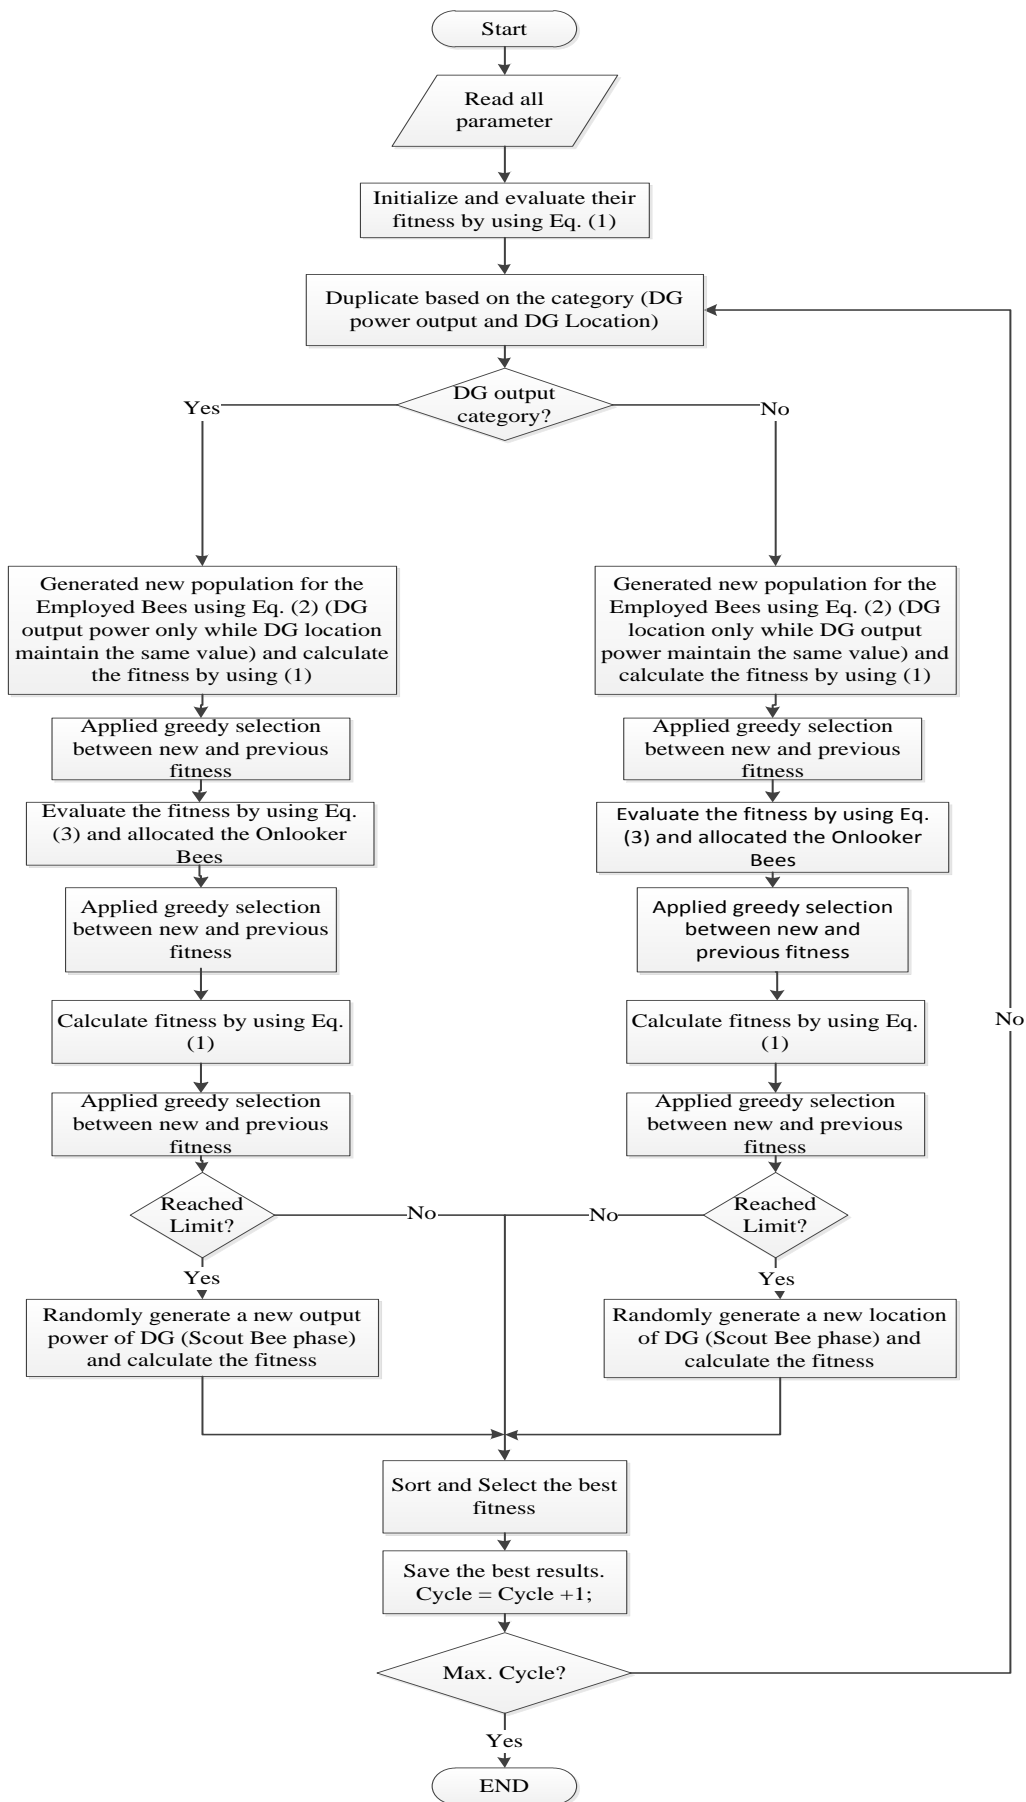 Start
Read all
parameter
Initialize and evaluate their
fitness by using Eq. (1)
Duplicate based on the category (DG
power output and DG Location)
DG output
category?
Yes
No
Generated new population for the
Employed Bees using Eq. (2) (DG
output power only while DG location
maintain the same value) and calculate
the fitness by using (1)
Generated new population for the
Employed Bees using Eq. (2) (DG
location only while DG output
power maintain the same value) and
calculate the fitness by using (1)
Applied greedy selection
between new and previous
fitness
Applied greedy selection
between new and previous
fitness
Evaluate the fitness by using Eq.
(3) and allocated the Onlooker
Bees
Evaluate the fitness by using Eq.
(3) and allocated the Onlooker
Bees
Applied greedy selection
between new and previous
fitness
Applied greedy selection
between new and
previous fitness
Calculate fitness by using Eq.
(1)
Calculate fitness by using Eq.
(1)
No
Applied greedy selection
between new and previous
fitness
Applied greedy selection
between new and previous
fitness
Reached
Limit?
No
No
Reached
Limit?
Yes
Yes
Randomly generate a new output
power of DG (Scout Bee phase)
and calculate the fitness
Randomly generate a new location
of DG (Scout Bee phase) and
calculate the fitness
Sort and Select the best
fitness
Save the best results.
Cycle = Cycle +1;
Max. Cycle?
Yes
END